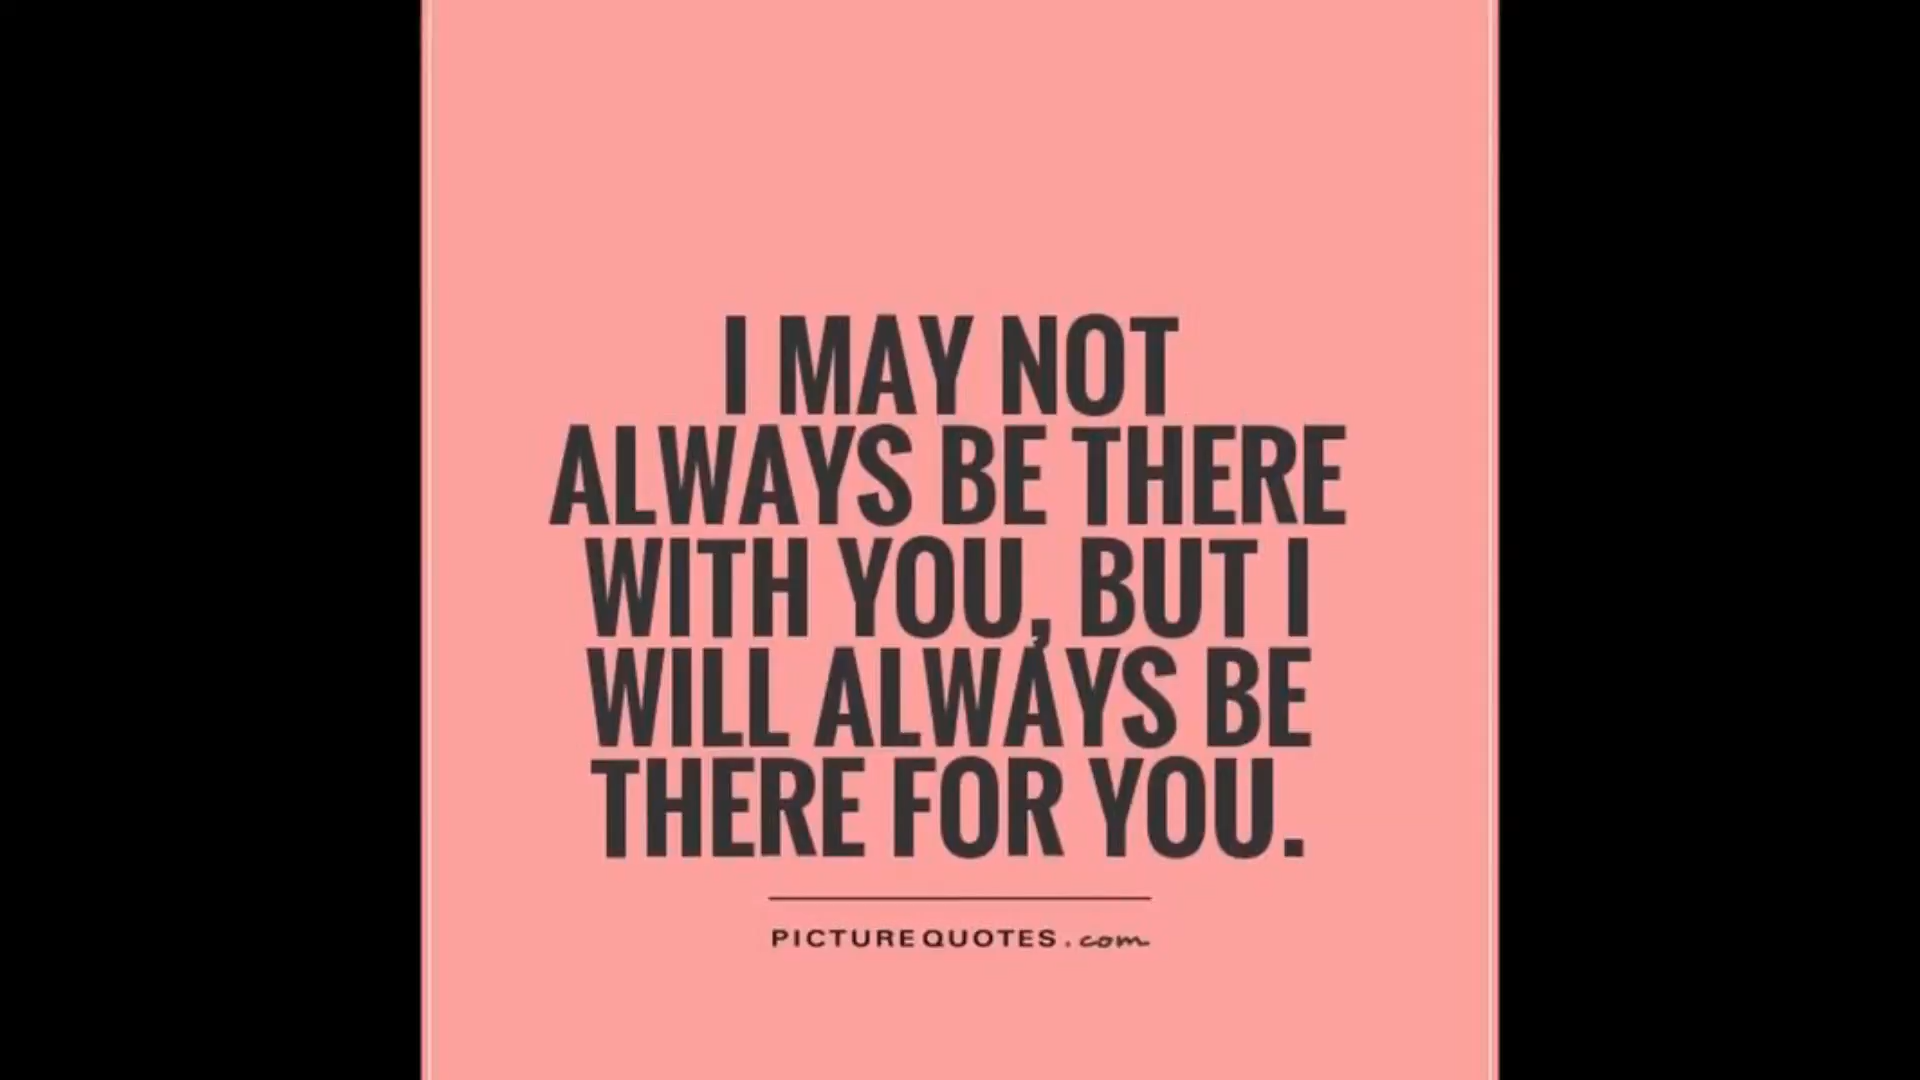 I MAY NOT
ALWAYS BE THERE
WITH YOU, BUT I
WILL ALWAYS BE
THERE FOR YOU.
PICTUREQUOTES.com